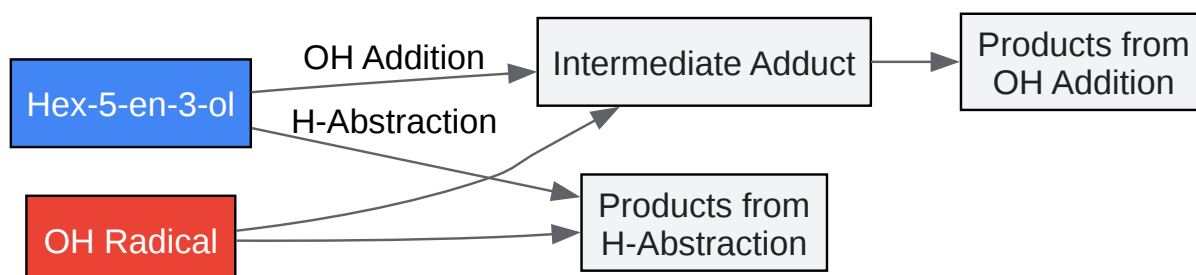 Hex-5-en-3-ol
OH Radical
OH Addition
H-Abstraction
Intermediate Adduct
Products from
H-Abstraction
Products from
OH Addition